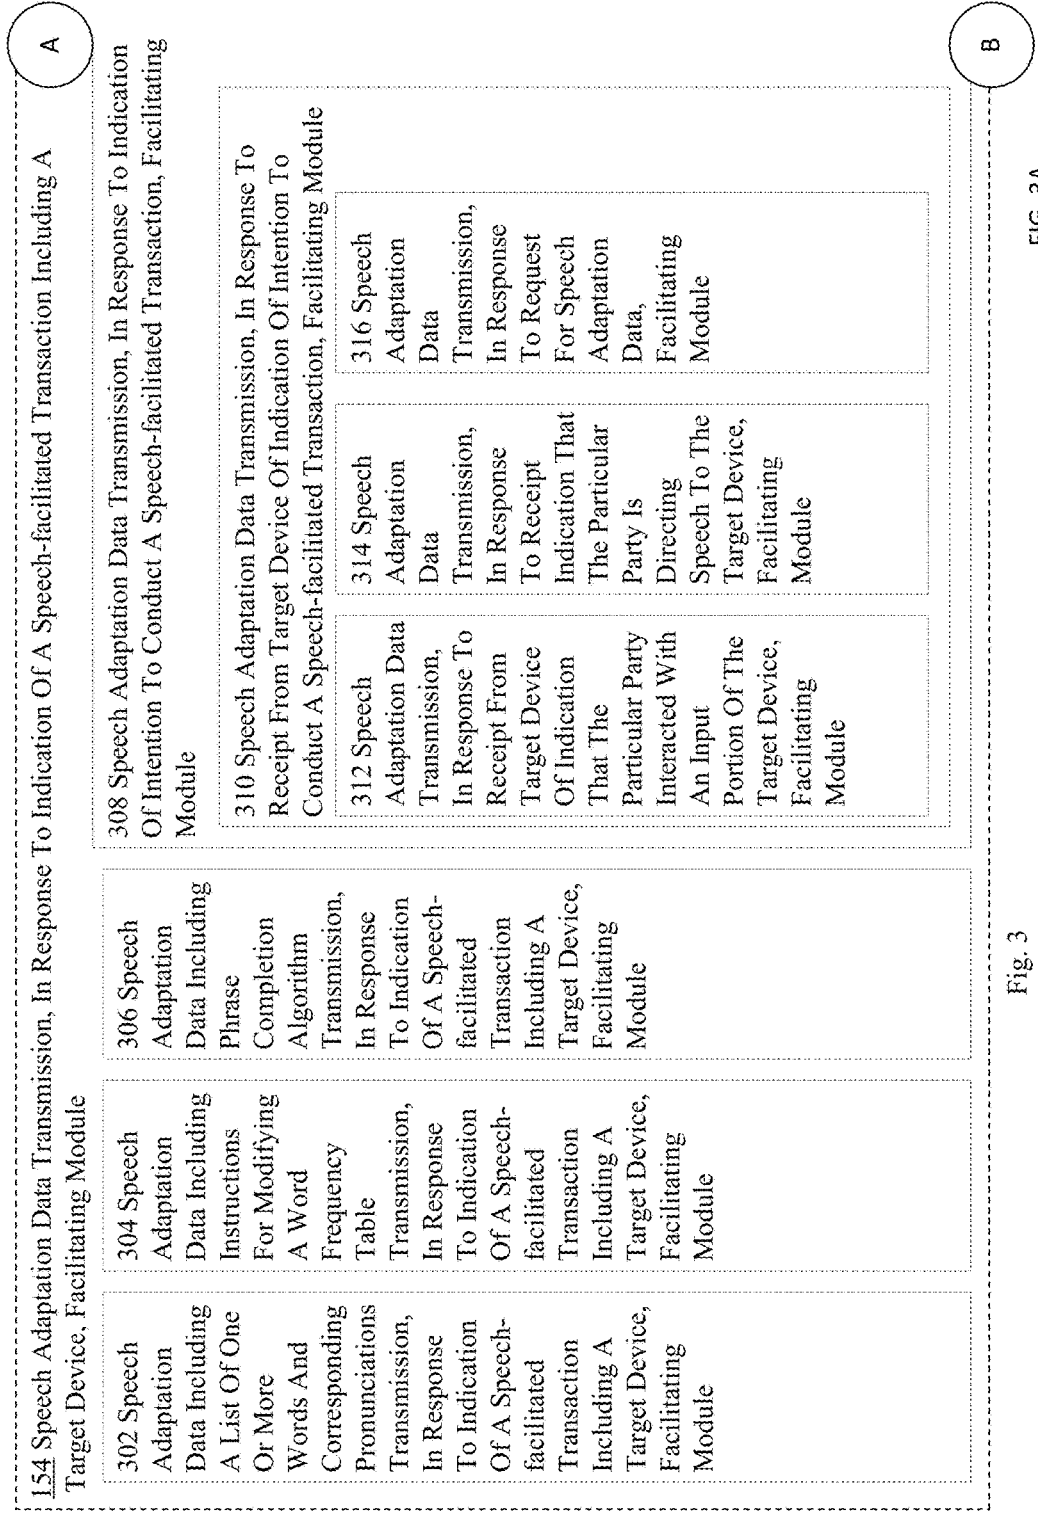 154 Speech Adaptation Data Transmission, In Response To Indication Of A Speech-facilitated Transaction Including A
Target Device, Facilitating Module
302 Speech
Adaptation
Data Including
A List Of One
Or More
Words And
Corresponding
Pronunciations
Transmission,
In Response
To Indication
Of A Speech-
facilitated
Transaction
Including A
Target Device,
Facilitating
Module
304 Speech
Adaptation
Data Including
Instructions
For Modifying
A Word
Frequency
Table
Transmission,
In Response
To Indication
Of A Speech-
facilitated
Transaction
Including A
Target Device,
Facilitating
Module
306 Speech
Adaptation
Data Including
Phrase
Completion
Algorithm
Transmission,
In Response
To Indication
Of A Speech-
facilitated
Transaction
Including A
Target Device,
Facilitating
Module
308 Speech Adaptation Data Transmission, In Response To Indication
Of Intention To Conduct A Speech-facilitated Transaction, Facilitating
Module
310 Speech Adaptation Data Transmission, In Response To
Receipt From Target Device Of Indication Of Intention To
Conduct A Speech-facilitated Transaction, Facilitating Module
312 Speech
Adaptation Data
Transmission,
In Response To
Receipt From
Target Device
Of Indication
That The
Particular Party
Interacted With
An Input
Portion Of The
Target Device,
Facilitating
Module
314 Speech
Adaptation
Data
Transmission,
In Response
To Receipt
Indication That
The Particular
Party Is
Directing
Speech To The
Target Device,
Facilitating
Module
316 Speech
Adaptation
Data
Transmission,
In Response
To Request
For Speech
Adaptation
Data,
Facilitating
Module
A
B
Fig. 3
FIG. 3A